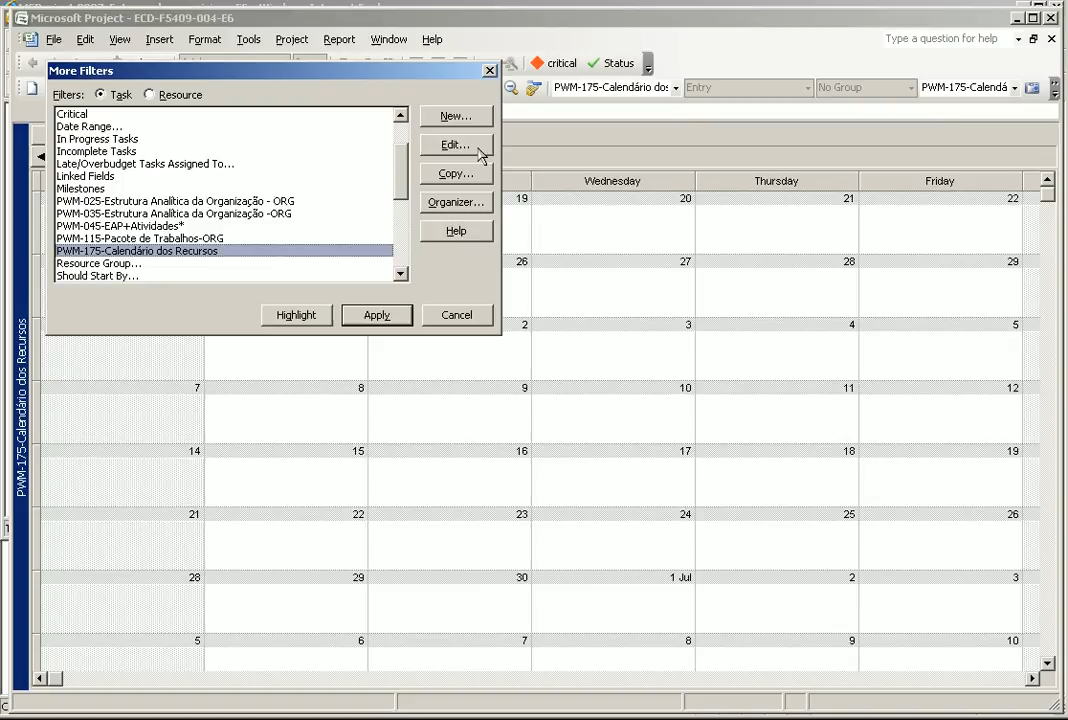 Microsoft Project - ECD-F5409-004-E6
File Edit View Insert Format Tools Project Report Window Help
Type a question for help
More Filters
critical Status
Filters: Task Resource
PWM-175-Calendário do: Entry No Group PWM-175-Calendá
Critical
Date Range...
In Progress Tasks
Incomplete Tasks
Late/Overbudget Tasks Assigned To...
Linked Fields
Milestones
PWM-025-Estrutura Analítica da Organização - ORG
PWM-035-Estrutura Analítica da Organização -ORG
PWM-045-EAP+Atividades*
PWM-115-Pacote de Trabalhos-ORG
PWM-175-Calendário dos Recursos
Resource Group...
Should Start By...
New...
Edit...
Copy...
Organizer...
Help
Highlight Apply Cancel
Wednesday Thursday Friday
19 20 21 22
26 27 28 29
2 3 4 5
7 8 9 10 11 12
14 15 16 17 18 19
21 22 23 24 25 26
28 29 30 1 Jul 2 3
5 6 7 8 9 10
PWM-175-Calendário dos Recursos